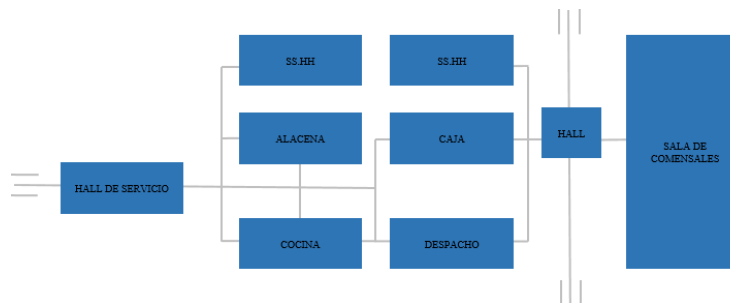 SS.HH
SS.HH
ALACENA
CAJA
HALL
SALA DE
COMENSALES
HALL DE SERVICIO
COCINA
DESPACHO